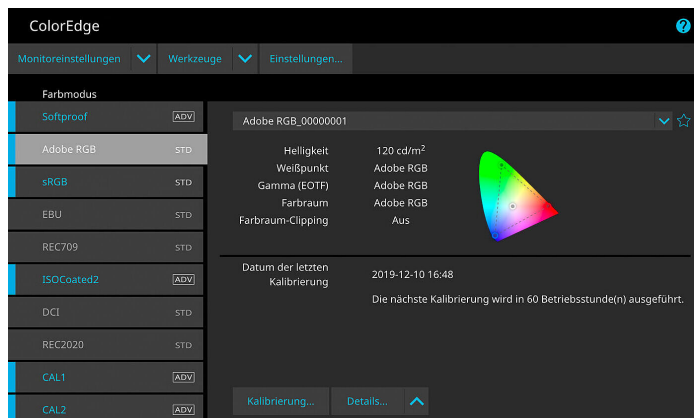 ColorEdge
?
Monitoreinstellungen Werkzeuge Einstellungen...
Farbmodus
Softproof ADV
Adobe RGB STD
sRGB STD
EBU STD
REC709 STD
ISOCoated2 ADV
DCI STD
REC2020 STD
CAL1 ADV
CAL2 ADV
Adobe RGB_00000001
Helligkeit 120 cd/m²
Weißpunkt Adobe RGB
Gamma (EOTF) Adobe RGB
Farbraum Adobe RGB
Farbraum-Clipping Aus
Datum der letzten
Kalibrierung
2019-12-10 16:48
Die nächste Kalibrierung wird in 60 Betriebsstunde(n) ausgeführt.
Kalibrierung... Details...